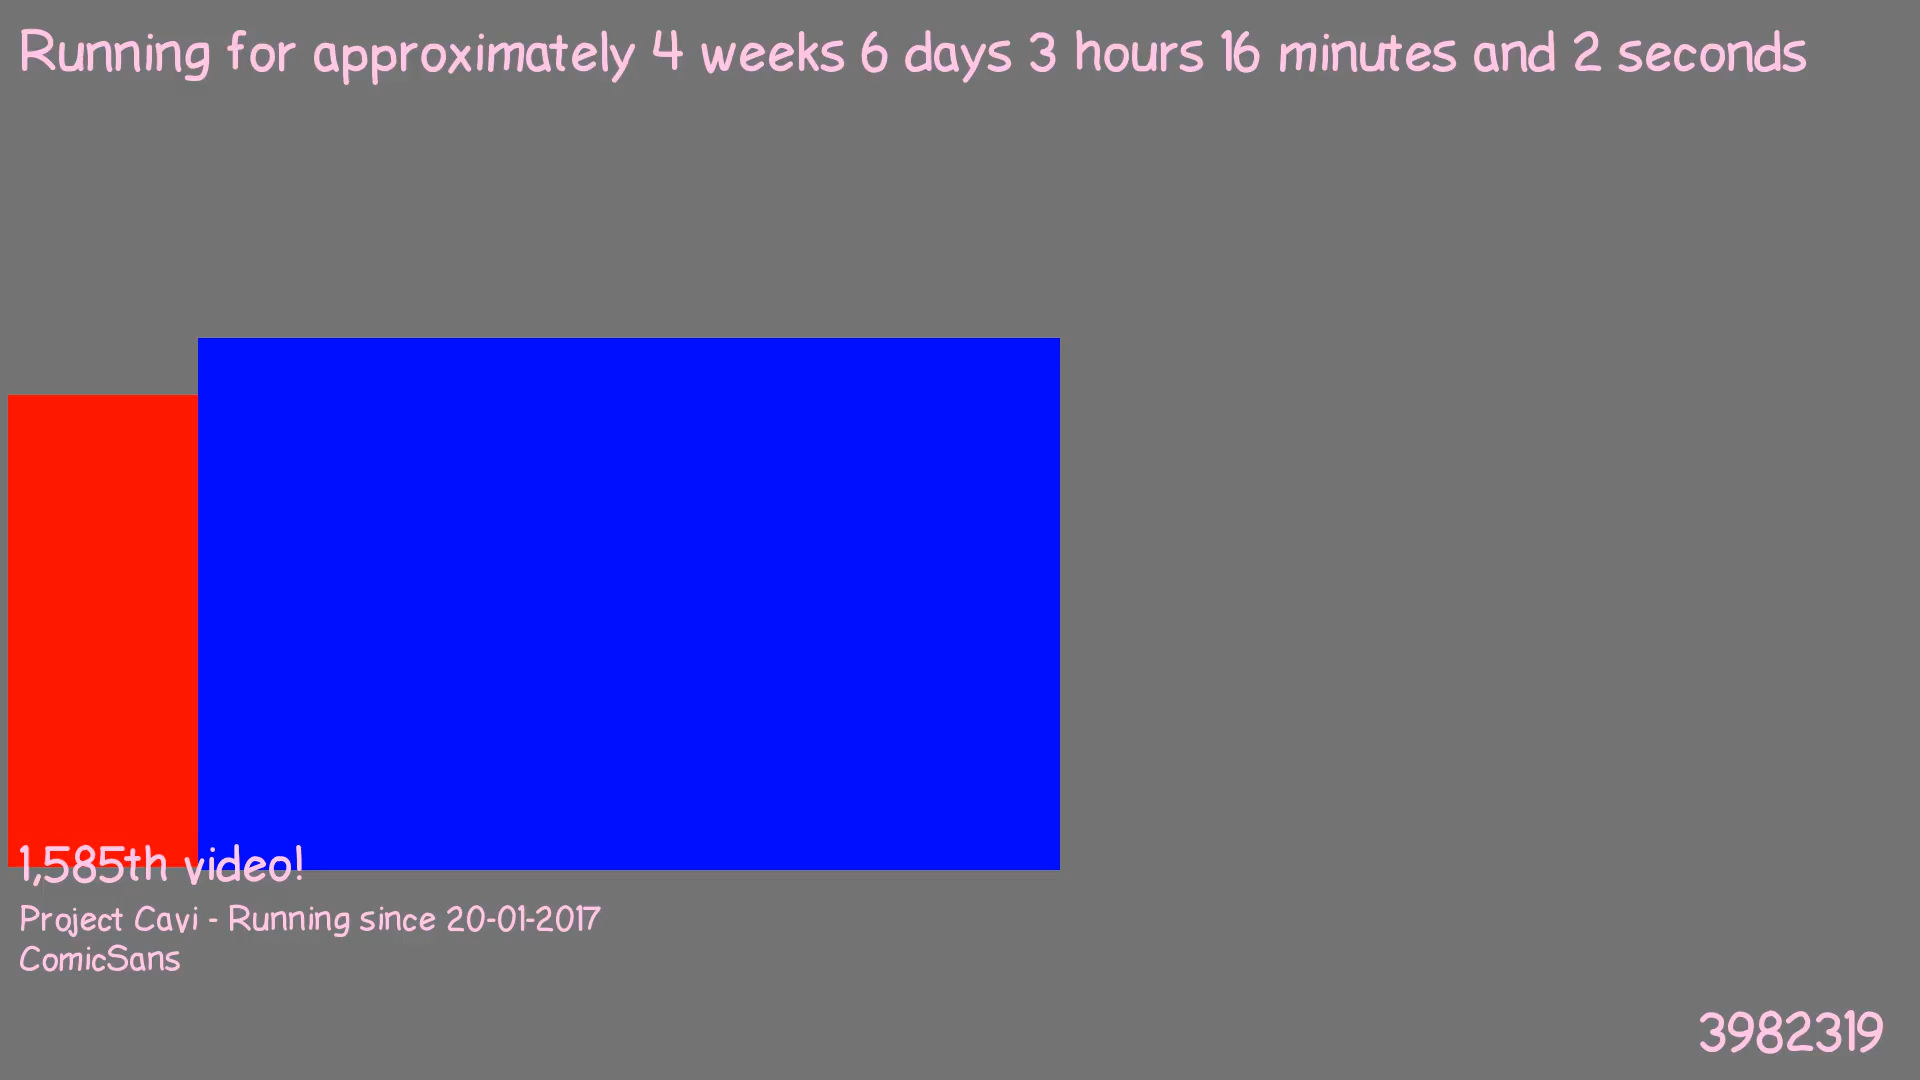 Running for approximately 4 weeks 6 days 3 hours 16 minutes and 2 seconds
1,585th video!
Project Cavi - Running since 20-01-2017
ComicSans
3982319